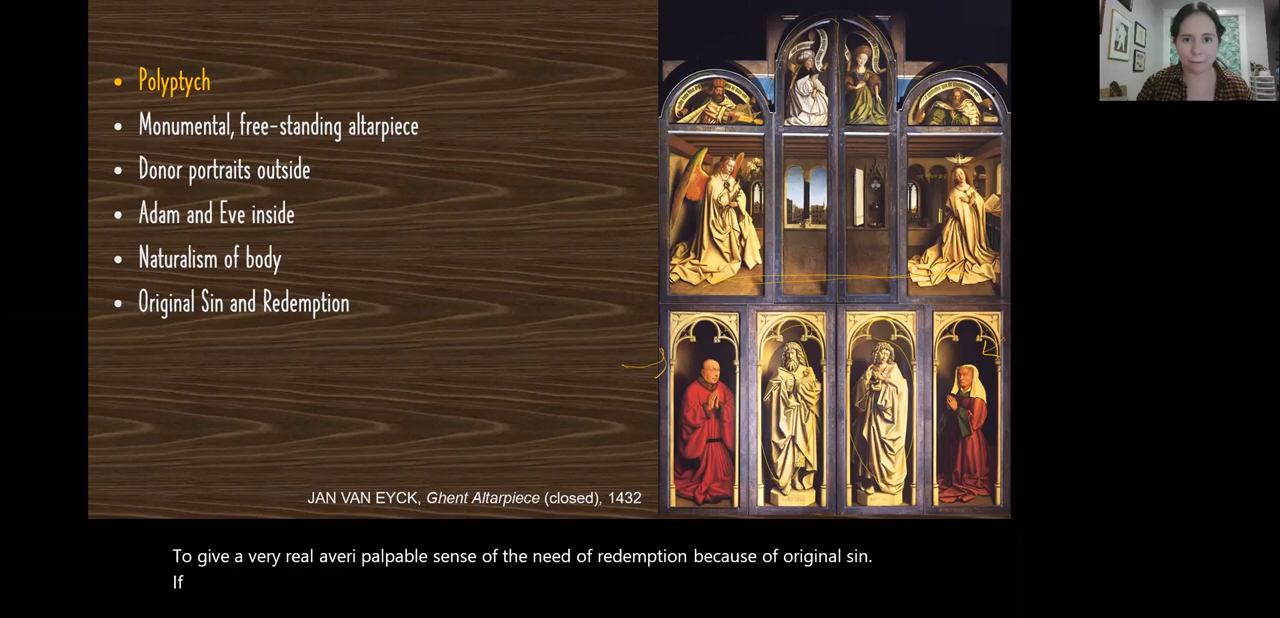 Polyptych
Monumental, free-standing altarpiece
Donor portraits outside
Adam and Eve inside
Naturalism of body
Original Sin and Redemption
JAN VAN EYCK, Ghent Altarpiece (closed), 1432
To give a very real averi palpable sense of the need of redemption because of original sin.
If